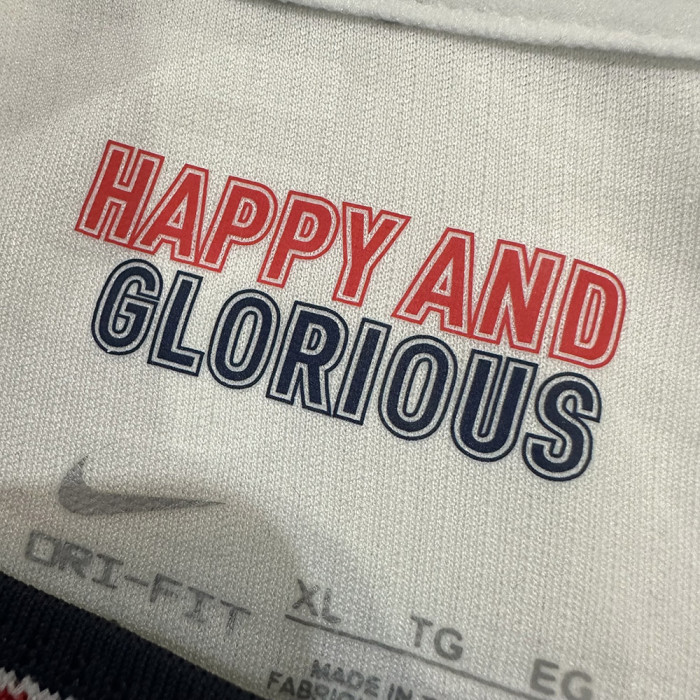 HAPPY AND
GLORIOUS
DRI-FIT XL TG EG
MADE IN